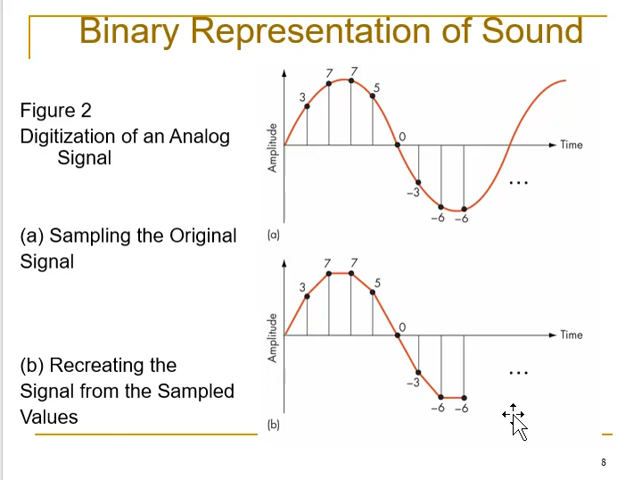 Binary Representation of Sound
Figure 2
Digitization of an Analog
Signal
(a) Sampling the Original
Signal
(b) Recreating the
Signal from the Sampled
Values
Amplitude
3
7 7
5
0
Time
-3
-6 -6
...
(a)
Amplitude
3
7 7
5
0
Time
-3
-6 -6
...
(b)
8